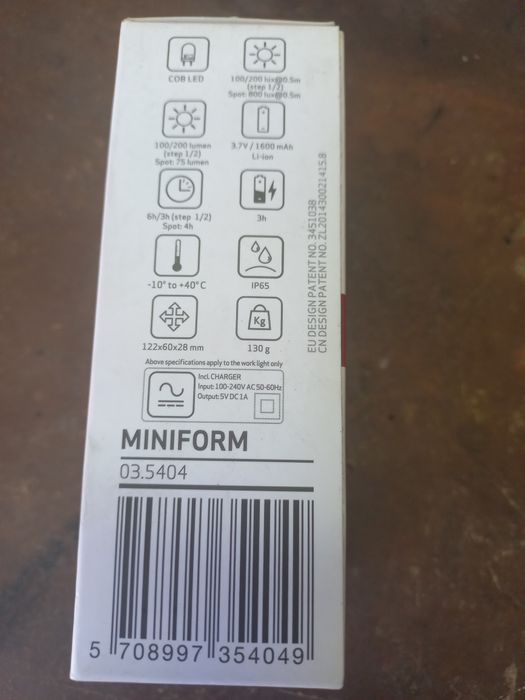 COB LED
100/200 lux@0.5m
(step 1/2)
Spot: 800 lux@0.5m
100/200 lumen
(step 1/2)
Spot: 75 lumen
3.7V / 1600 mAh
Li-ion
6h/3h (step 1/2)
Spot: 4h
3h
-10° to +40°C
IP65
Kg
122x60x28 mm
130 g
EU DESIGN PATENT NO. 3451038
CN DESIGN PATENT NO. ZL201430021415.8
Above specifications apply to the work light only
Incl. CHARGER
Input: 100-240V AC 50-60Hz
Output: 5V DC 1A
MINIFORM
03.5404
5 708997 354049